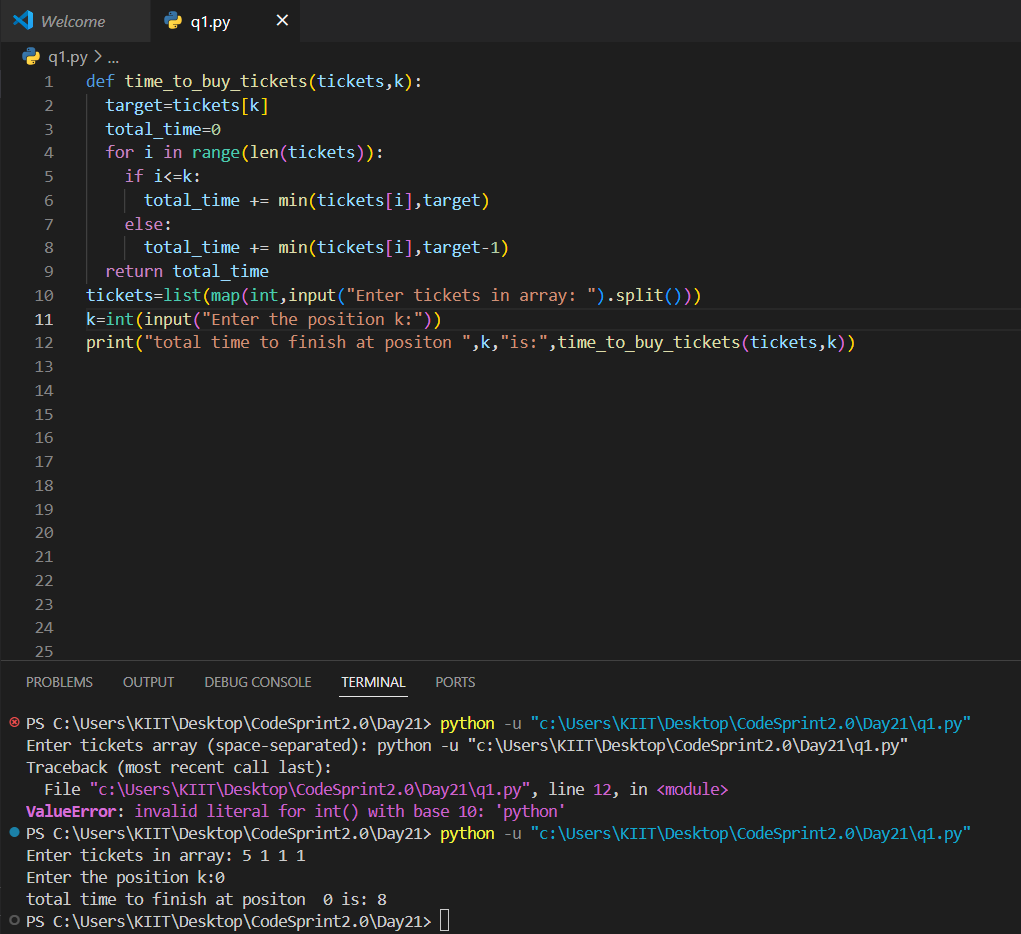 Welcome q1.py ×
q1.py > ...
1 def time_to_buy_tickets(tickets,k):
2 target=tickets[k]
3 total_time=0
4 for i in range(len(tickets)):
5 if i<=k:
6 total_time += min(tickets[i],target)
7 else:
8 total_time += min(tickets[i],target-1)
9 return total_time
10 tickets=list(map(int,input("Enter tickets in array: ").split()))
11 k=int(input("Enter the position k:"))
12 print("total time to finish at positon ",k,"is:",time_to_buy_tickets(tickets,k))
13
14
15
16
17
18
19
20
21
22
23
24
25
PROBLEMS OUTPUT DEBUG CONSOLE TERMINAL PORTS
PS C:\Users\KIIT\Desktop\CodeSprint2.0\Day21> python -u "c:\Users\KIIT\Desktop\CodeSprint2.0\Day21\q1.py"
Enter tickets array (space-separated): python -u "c:\Users\KIIT\Desktop\CodeSprint2.0\Day21\q1.py"
Traceback (most recent call last):
File "c:\Users\KIIT\Desktop\CodeSprint2.0\Day21\q1.py", line 12, in <module>
ValueError: invalid literal for int() with base 10: 'python'
PS C:\Users\KIIT\Desktop\CodeSprint2.0\Day21> python -u "c:\Users\KIIT\Desktop\CodeSprint2.0\Day21\q1.py"
Enter tickets in array: 5 1 1 1
Enter the position k:0
total time to finish at positon  0 is: 8
PS C:\Users\KIIT\Desktop\CodeSprint2.0\Day21>